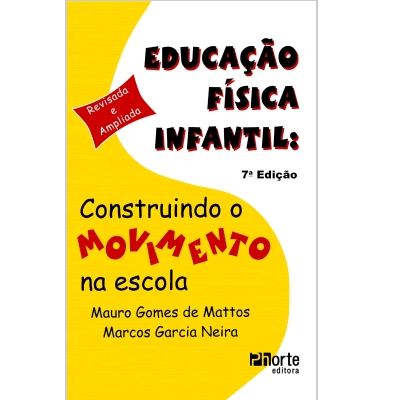 EDUCAÇÃO
FÍSICA
INFANTIL:
Revisada
e
Ampliada
7ª Edição
Construindo o
MOVIMENTO
na escola
Mauro Gomes de Mattos
Marcos Garcia Neira
Phorte
editora